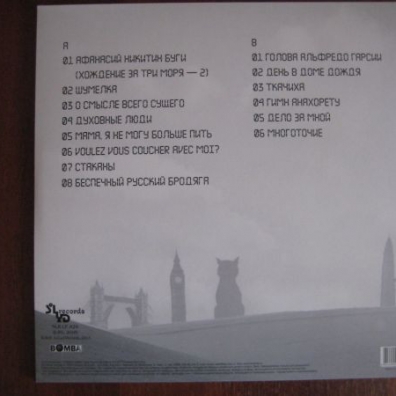 A
01 АФАНАСИЙ НИКИТИН БУГИ
(ХОЖДЕНИЕ ЗА ТРИ МОРЯ — 2)
02 ШУМЕЛКА
03 О СМЫСЛЕ ВСЕГО СУЩЕГО
04 ДУХОВНЫЕ ЛЮДИ
05 МАМА, Я НЕ МОГУ БОЛЬШЕ ПИТЬ
06 VOULEZ VOUS COUCHER AVEC MOI?
07 СТАКАНЫ
08 БЕСПЕЧНЫЙ РУССКИЙ БРОДЯГА
B
01 ГОЛОВА АЛЬФРЕДО ГАРСИИ
02 ДЕНЬ В ДОМЕ ДОЖДЯ
03 ТКАЧИХА
04 ГИМН АНАХОРЕТУ
05 ДЕЛО ЗА МНОЙ
06 МНОГОТОЧИЕ
records
BOMBA